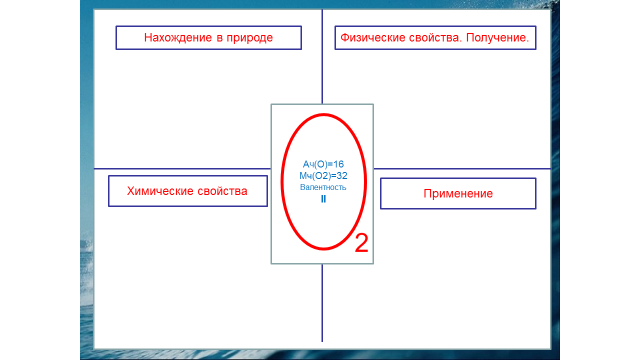 Нахождение в природе
Физические свойства. Получение.
Ач(О)=16
Мч(О2)=32
Валентность
II
2
Химические свойства
Применение